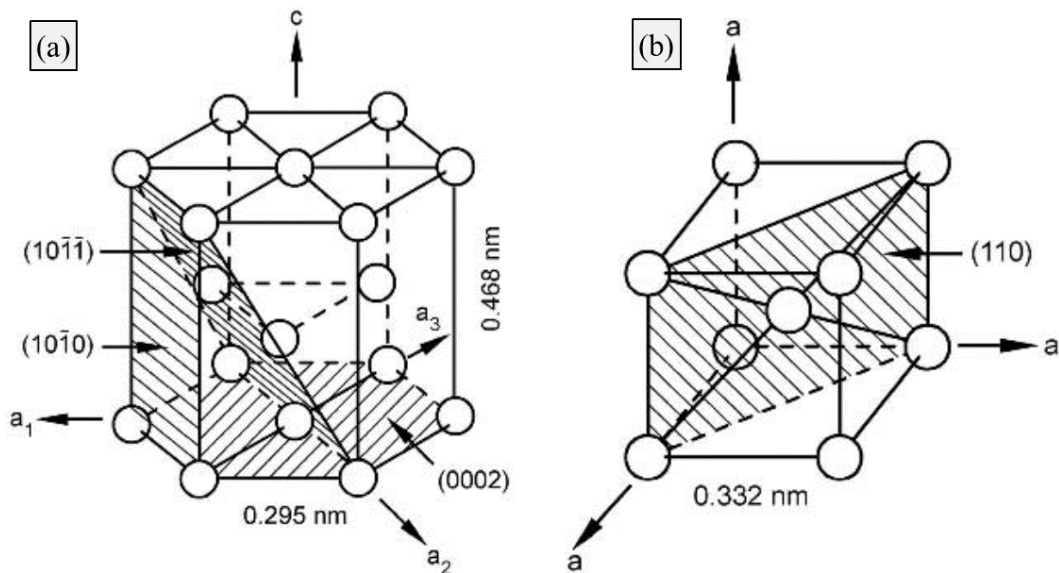 (a)
c
(101̅1̅)
(101̅0)
a₁
a₂
a₃
0.468 nm
(0002)
0.295 nm
(b)
a
(110)
a
0.332 nm
a